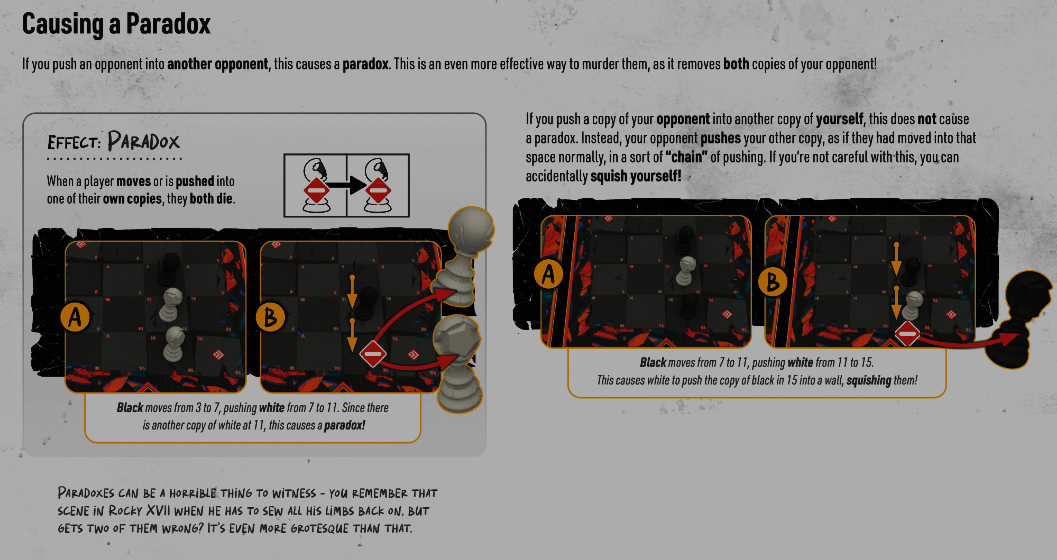 Causing a Paradox
If you push an opponent into another opponent, this causes a paradox. This is an even more effective way to murder them, as it removes both copies of your opponent!
EFFECT: PARADOX
When a player moves or is pushed into
one of their own copies, they both die.
A
B
Black moves from 3 to 7, pushing white from 7 to 11. Since there
is another copy of white at 11, this causes a paradox!
PARADOXES CAN BE A HORRIBLE THING TO WITNESS - YOU REMEMBER THAT
SCENE IN ROCKY XVII WHEN HE HAS TO SEW ALL HIS LIMBS BACK ON, BUT
GETS TWO OF THEM WRONG? IT'S EVEN MORE GROTESQUE THAN THAT.
If you push a copy of your opponent into another copy of yourself, this does not cause
a paradox. Instead, your opponent pushes your other copy, as if they had moved into that
space normally, in a sort of "chain" of pushing. If you're not careful with this, you can
accidentally squish yourself!
A
B
Black moves from 7 to 11, pushing white from 11 to 15.
This causes white to push the copy of black in 15 into a wall, squishing them!